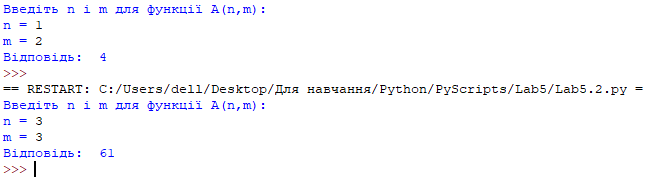 Введіть n і m для функції A(n,m):
n = 1
m = 2
Відповідь:  4
>>>
== RESTART: C:/Users/dell/Desktop/Для навчання/Python/PyScripts/Lab5/Lab5.2.py =
Введіть n і m для функції A(n,m):
n = 3
m = 3
Відповідь:  61
>>>